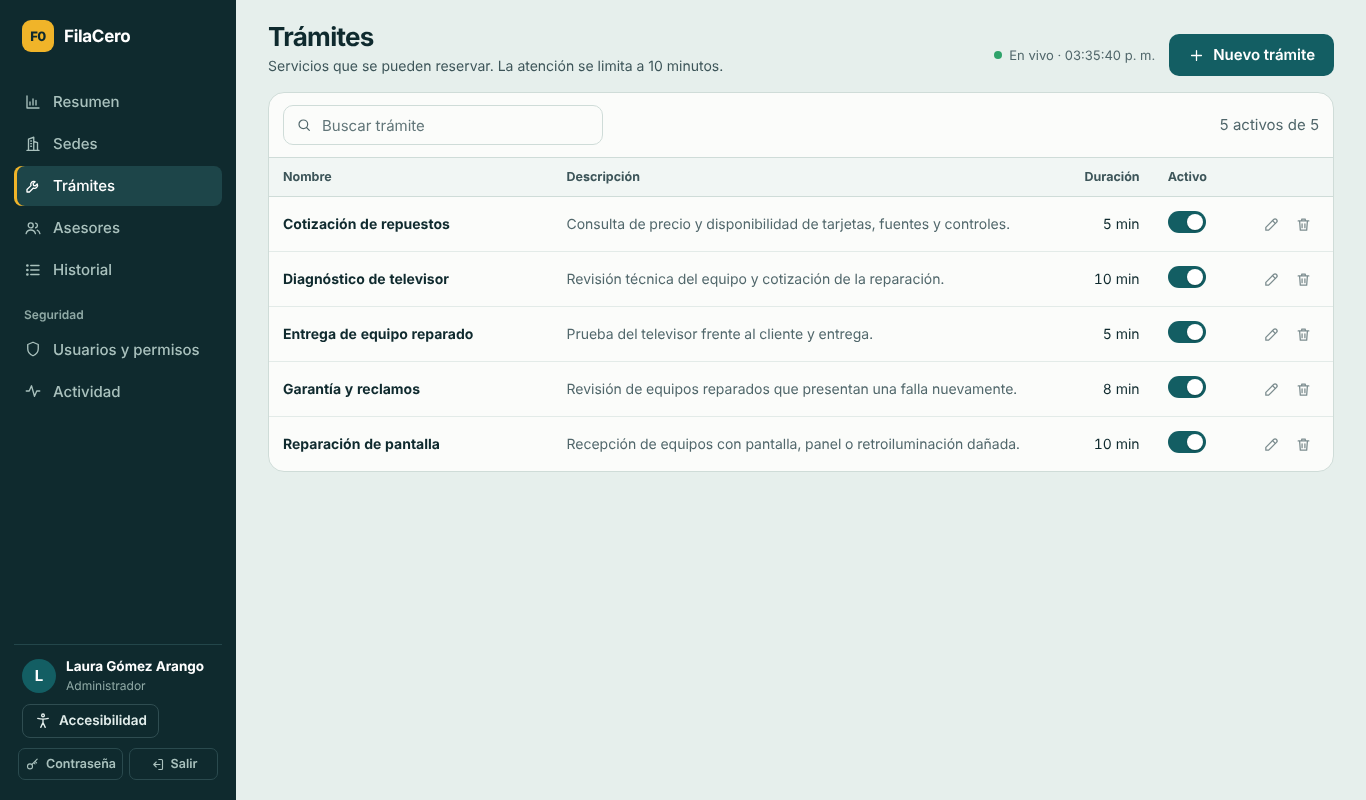 F0 FilaCero
Resumen
Sedes
Trámites
Asesores
Historial
Seguridad
Usuarios y permisos
Actividad
L
Laura Gómez Arango
Administrador
Accesibilidad
Contraseña
Salir
Trámites
Servicios que se pueden reservar. La atención se limita a 10 minutos.
En vivo · 03:35:40 p. m.
Nuevo trámite
Buscar trámite
5 activos de 5
Nombre Descripción Duración Activo
Cotización de repuestos Consulta de precio y disponibilidad de tarjetas, fuentes y controles. 5 min
Diagnóstico de televisor Revisión técnica del equipo y cotización de la reparación. 10 min
Entrega de equipo reparado Prueba del televisor frente al cliente y entrega. 5 min
Garantía y reclamos Revisión de equipos reparados que presentan una falla nuevamente. 8 min
Reparación de pantalla Recepción de equipos con pantalla, panel o retroiluminación dañada. 10 min